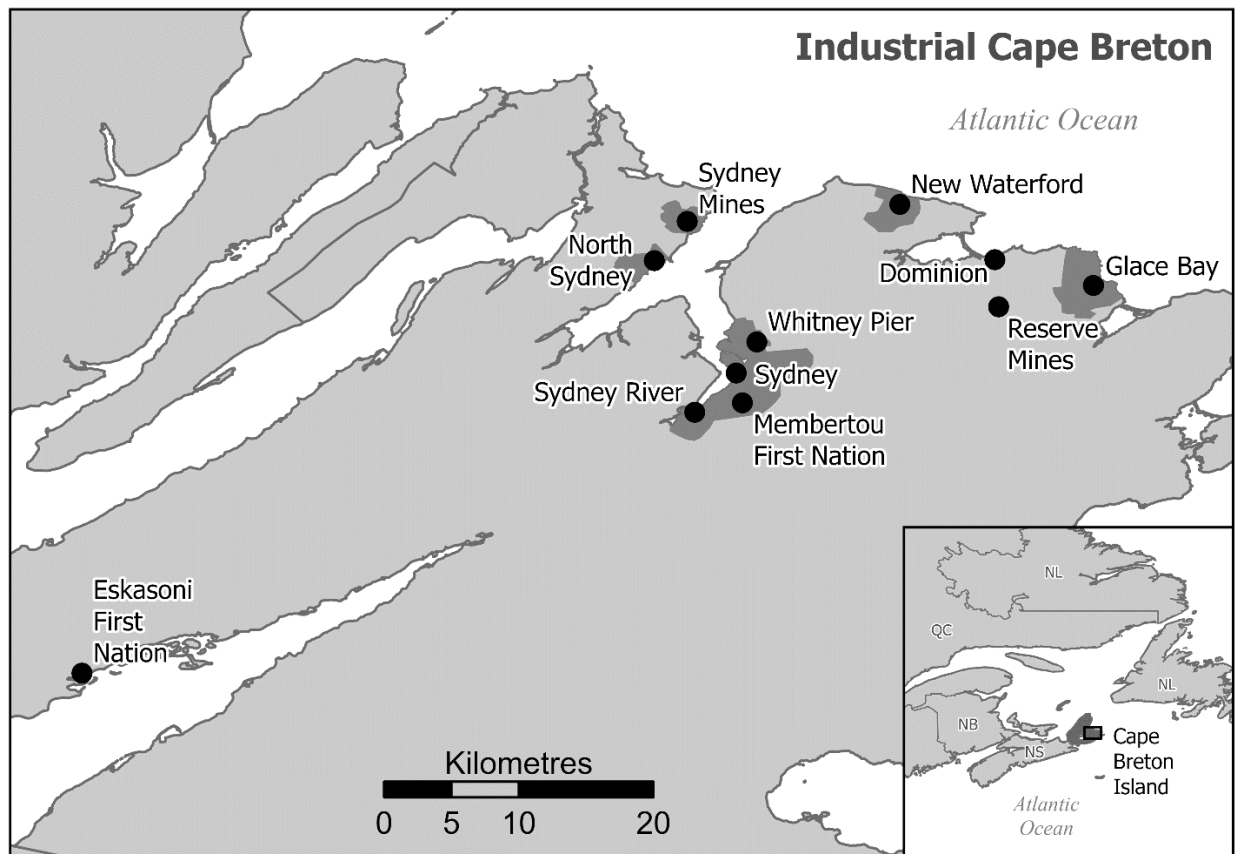 Industrial Cape Breton
Atlantic Ocean
Sydney
Mines
New Waterford
North
Sydney
Dominion
Glace Bay
Whitney Pier
Reserve
Mines
Sydney
Sydney River
Membertou
First Nation
Eskasoni
First
Nation
Kilometres
0 5 10 20
NL
QC
NL
NB
NS
Cape
Breton
Island
Atlantic
Ocean